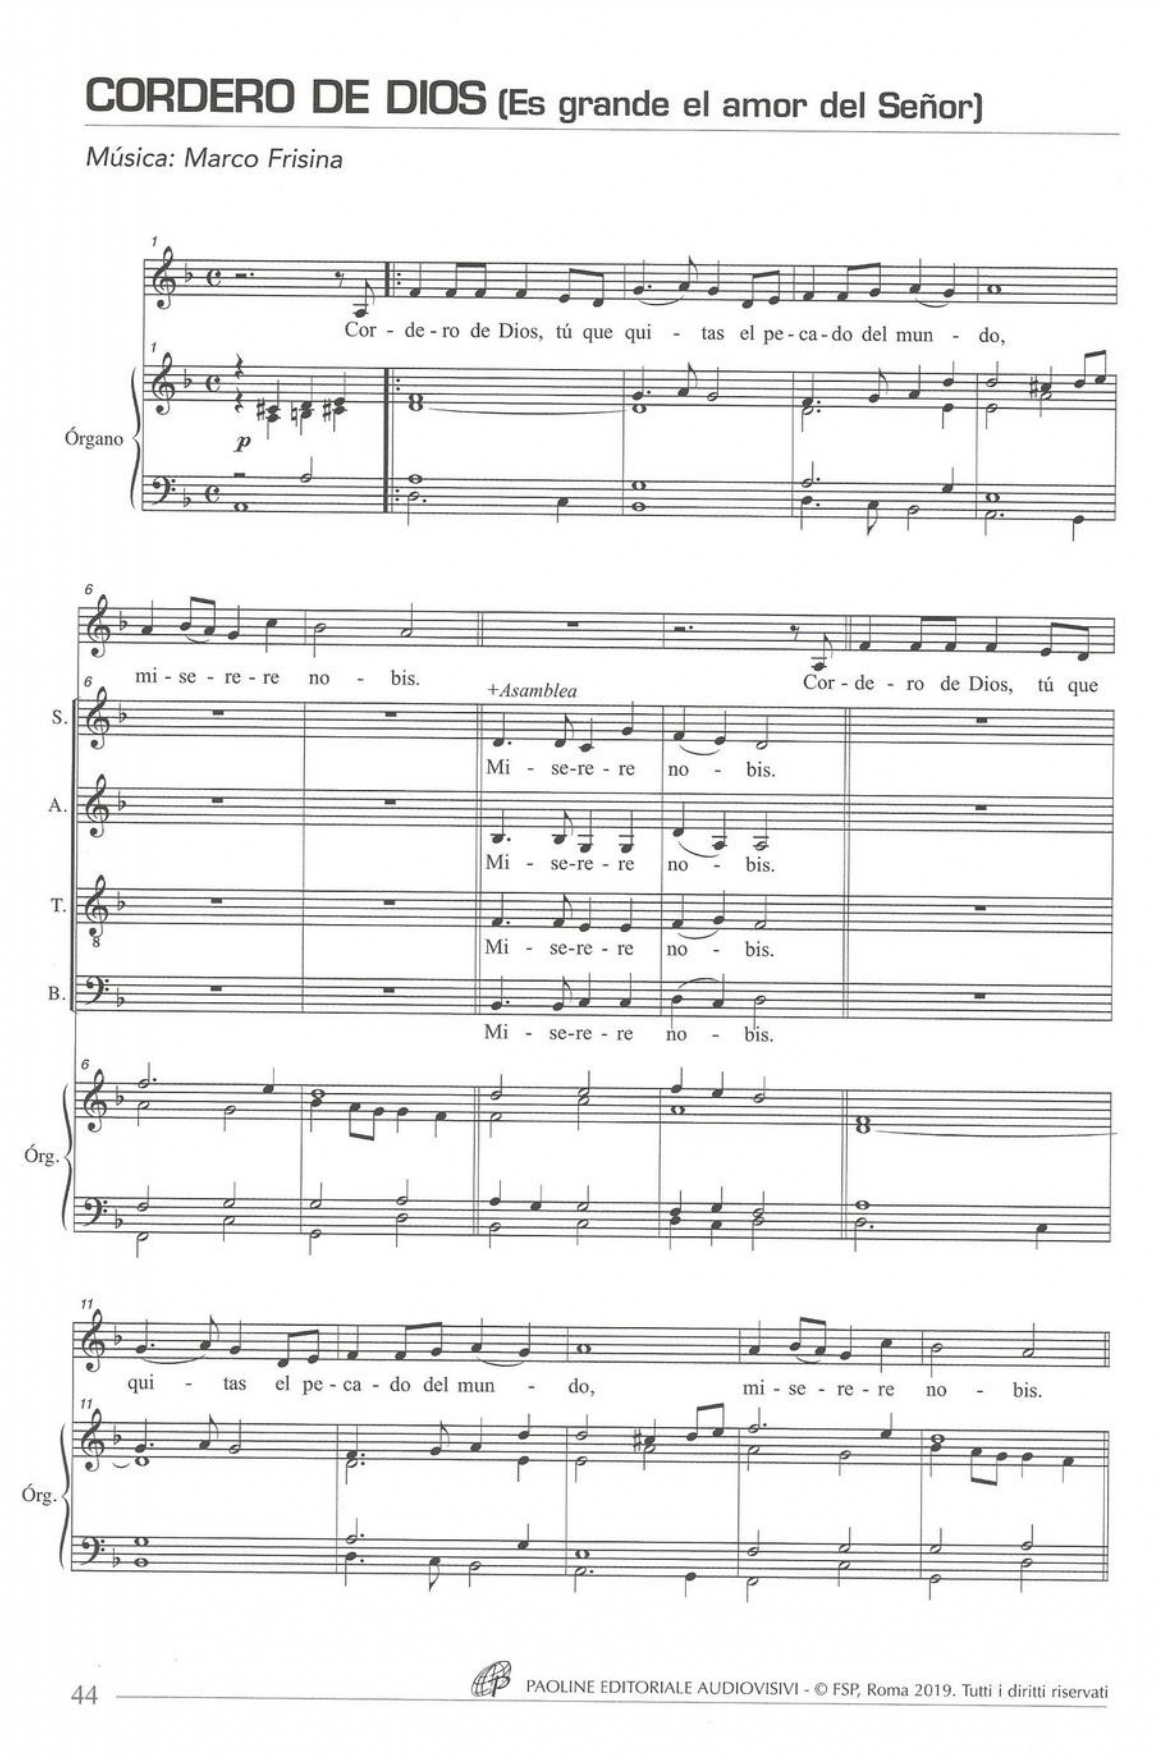 CORDERO DE DIOS (Es grande el amor del Señor)
Música: Marco Frisina
1
Cor - de - ro de Dios, tú que qui - tas el pe - ca - do del mun - do,
1
Órgano
p
6
mi - se - re - re no - bis. Cor - de - ro de Dios, tú que
6
+Asamblea
S.
Mi - se - re - re no - bis.
A.
Mi - se - re - re no - bis.
T.
8
Mi - se - re - re no - bis.
B.
Mi - se - re - re no - bis.
6
Órg.
11
qui - tas el pe - ca - do del mun - do, mi - se - re - re no - bis.
11
Órg.
44
PAOLINE EDITORIALE AUDIOVISIVI - © FSP, Roma 2019. Tutti i diritti riservati